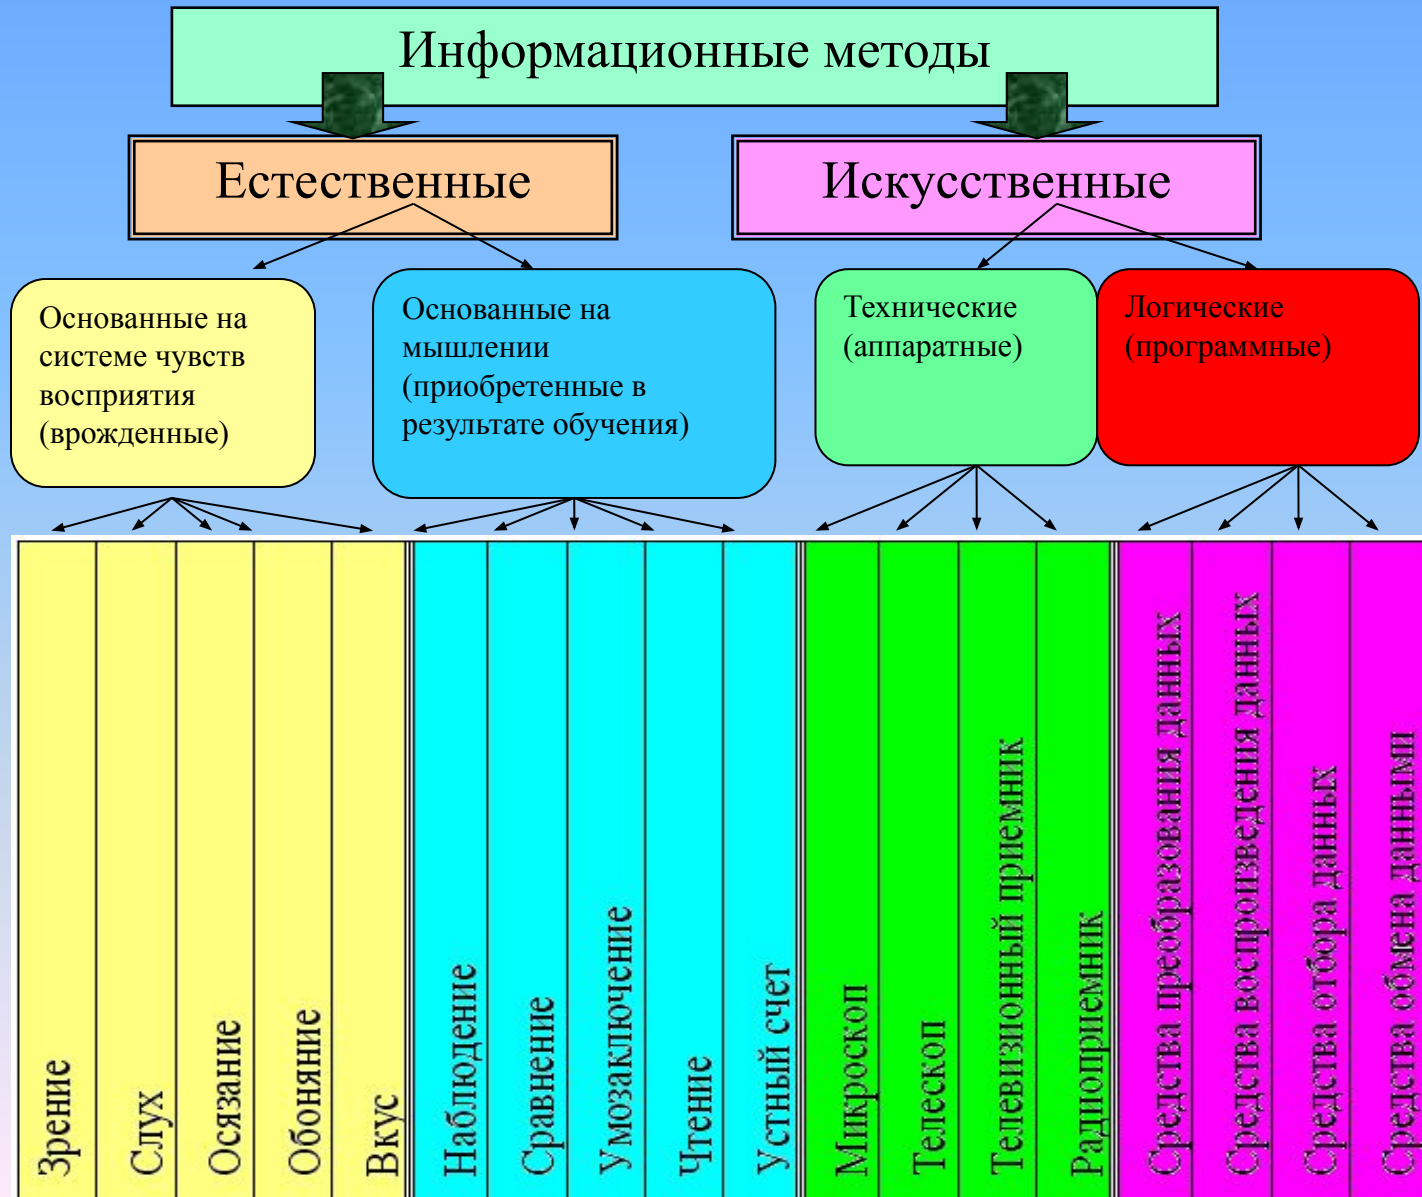 Информационные методы
Естественные
Искусственные
Основанные на
системе чувств
восприятия
(врожденные)
Основанные на
мышлении
(приобретенные в
результате обучения)
Технические
(аппаратные)
Логические
(программные)
Зрение
Слух
Осязание
Обоняние
Вкус
Наблюдение
Сравнение
Умозаключение
Чтение
Устный счет
Микроскоп
Телескоп
Телевизионный приемник
Радиоприемник
Средства преобразования данных
Средства воспроизведения данных
Средства отбора данных
Средства обмена данными